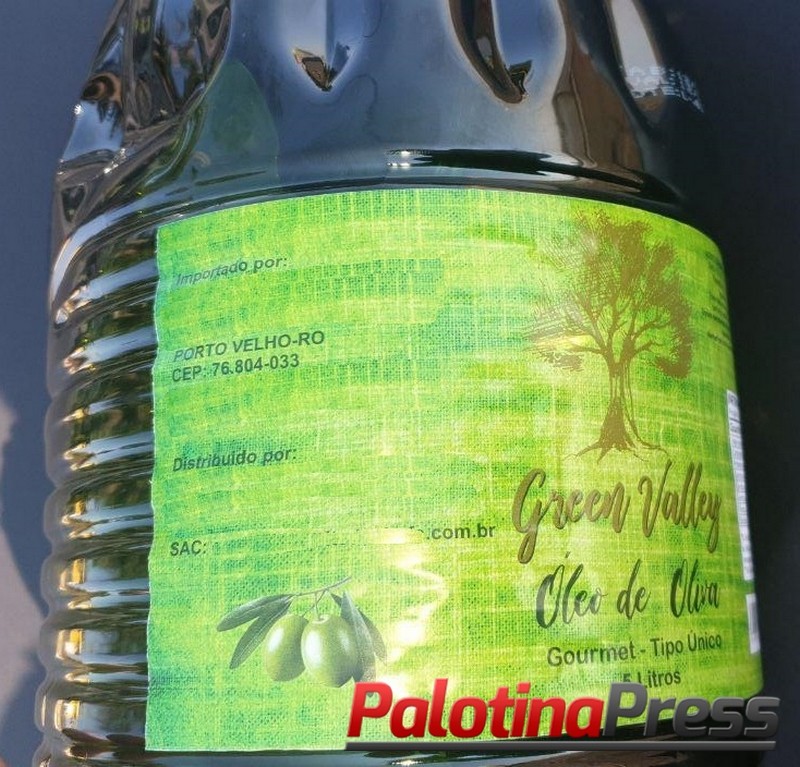 Importado por:
PORTO VELHO-RO
CEP: 76.804-033
Distribuido por:
SAC:
.com.br
Green Valley
Óleo de Oliva
Gourmet - Tipo Único
5 Litros
PalotinaPress